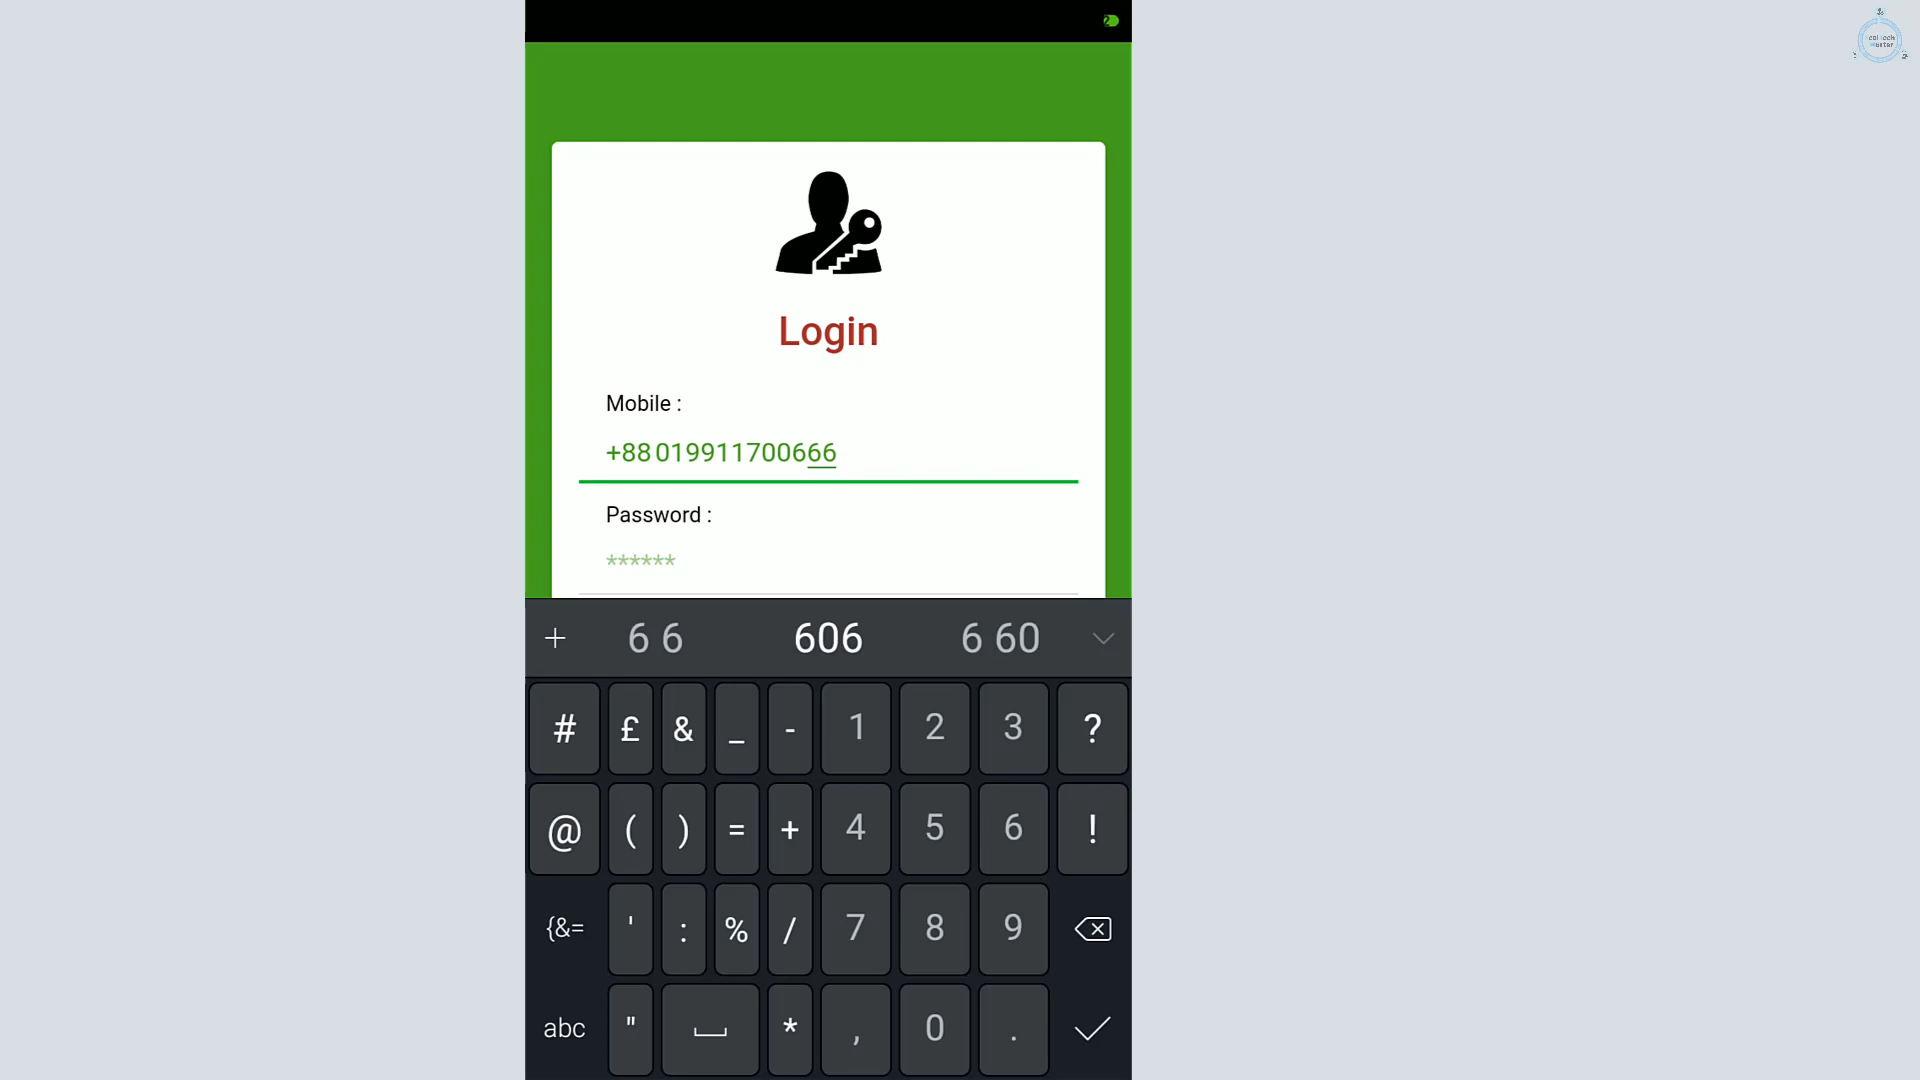 Login
Mobile :
+88 019911700666
Password :
******
+ 6 6 606 6 60
# £ & _ - 1 2 3 ?
@ ( ) = + 4 5 6 !
{&= ' : % / 7 8 9
abc " * , 0 .